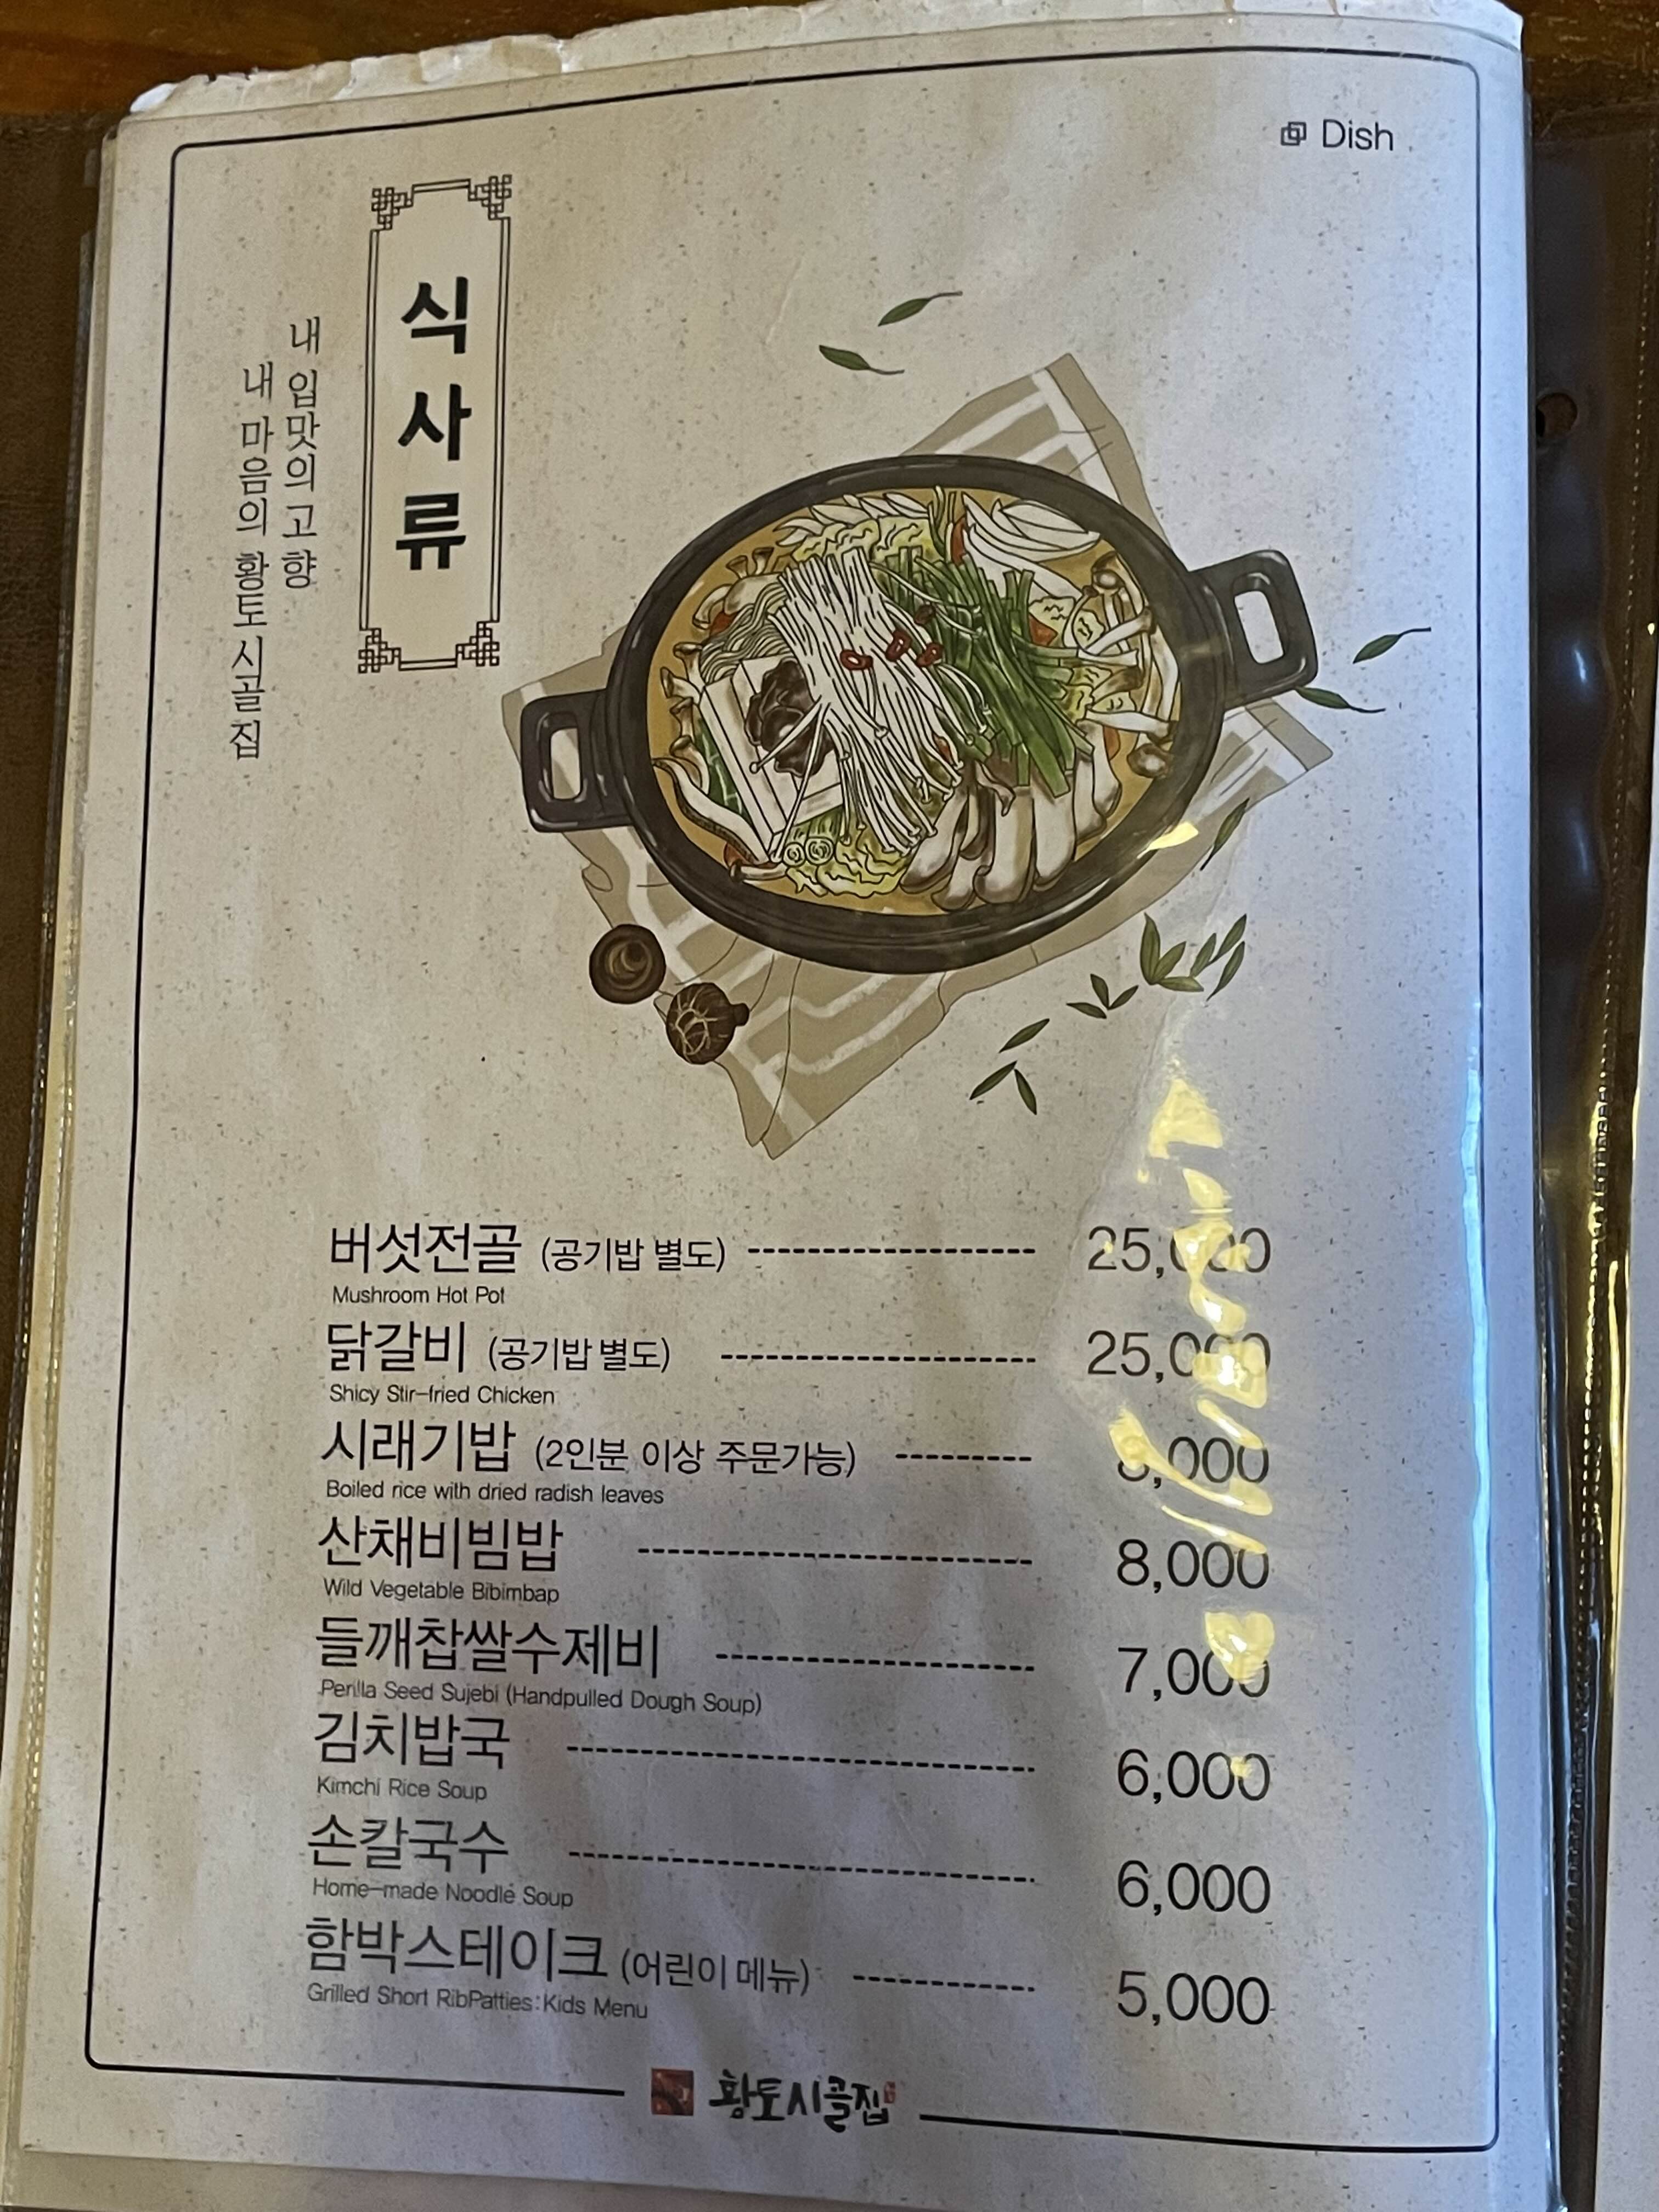 Dish
식사류
내 입맛의 고향
내 마음의 황토시골집
버섯전골 (공기밥 별도) 25,000
Mushroom Hot Pot
닭갈비 (공기밥 별도) 25,000
Shicy Stir-fried Chicken
시래기밥 (2인분 이상 주문가능)
Boiled rice with dried radish leaves
산채비빔밥 8,000
Wild Vegetable Bibimbap
들깨찹쌀수제비 7,000
Perilla Seed Sujebi (Handpulled Dough Soup)
김치밥국 6,000
Kimchi Rice Soup
손칼국수 6,000
Home-made Noodle Soup
함박스테이크 (어린이 메뉴) 5,000
Grilled Short RibPatties:Kids Menu
황토시골집